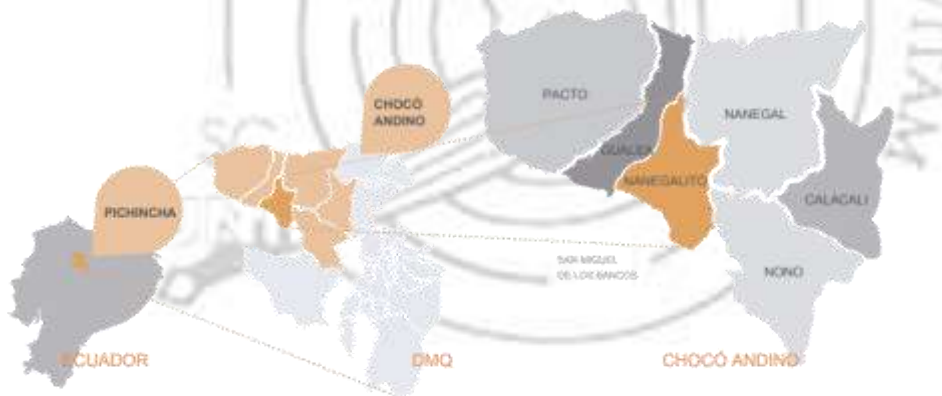 CHOCÓ
ANDINO
PICHINCHA
PACTO
NANEGAL
GUALEA
NANEGALITO
CALACALI
NONO
SAN MIGUEL
DE LOS BANCOS
ECUADOR
DMQ
CHOCÓ ANDINO